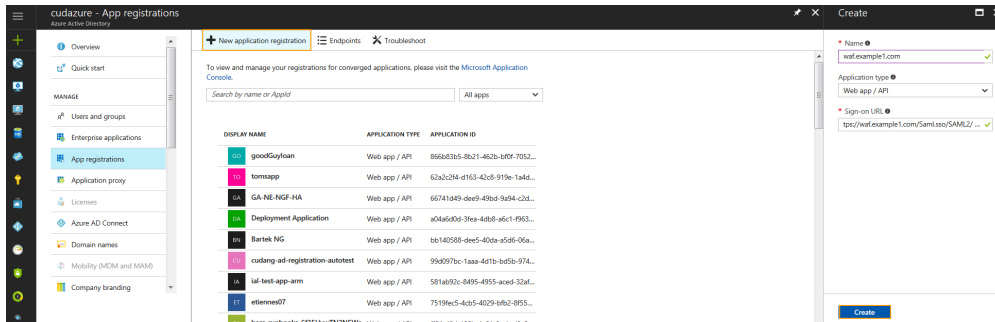 cudazure - App registrations
Azure Active Directory
Overview
Quick start
MANAGE
Users and groups
Enterprise applications
App registrations
Application proxy
Licenses
Azure AD Connect
Domain names
Mobility (MDM and MAM)
Company branding
New application registration
Endpoints
Troubleshoot
To view and manage your registrations for converged applications, please visit the Microsoft Application
Console.
Search by name or AppId
All apps
DISPLAY NAME APPLICATION TYPE APPLICATION ID
GO goodGuyloan Web app / API 866b83b5-8b21-462b-bf0f-7052...
TO tomsapp Web app / API 62a2c2f4-d163-42c8-919e-1a4d...
GA GA-NE-NGF-HA Web app / API 66741d49-dee9-49bd-9a94-c2d...
DA Deployment Application Web app / API a04a6d0d-3fea-4db8-a6c1-f963...
BN Bartek NG Web app / API bb140588-dee5-40da-a5d6-06a...
CU cudang-ad-registration-autotest Web app / API 99d097bc-1aaa-4d1b-bd5b-974...
IA ial-test-app-arm Web app / API 581ab92c-8495-4955-aced-32af...
ET etiennes07 Web app / API 7519fec5-4cb5-4029-bfb2-8f55...
Create
* Name
waf.example1.com
Application type
Web app / API
* Sign-on URL
tps://waf.example1.com/Saml.sso/SAML2/ ...
Create